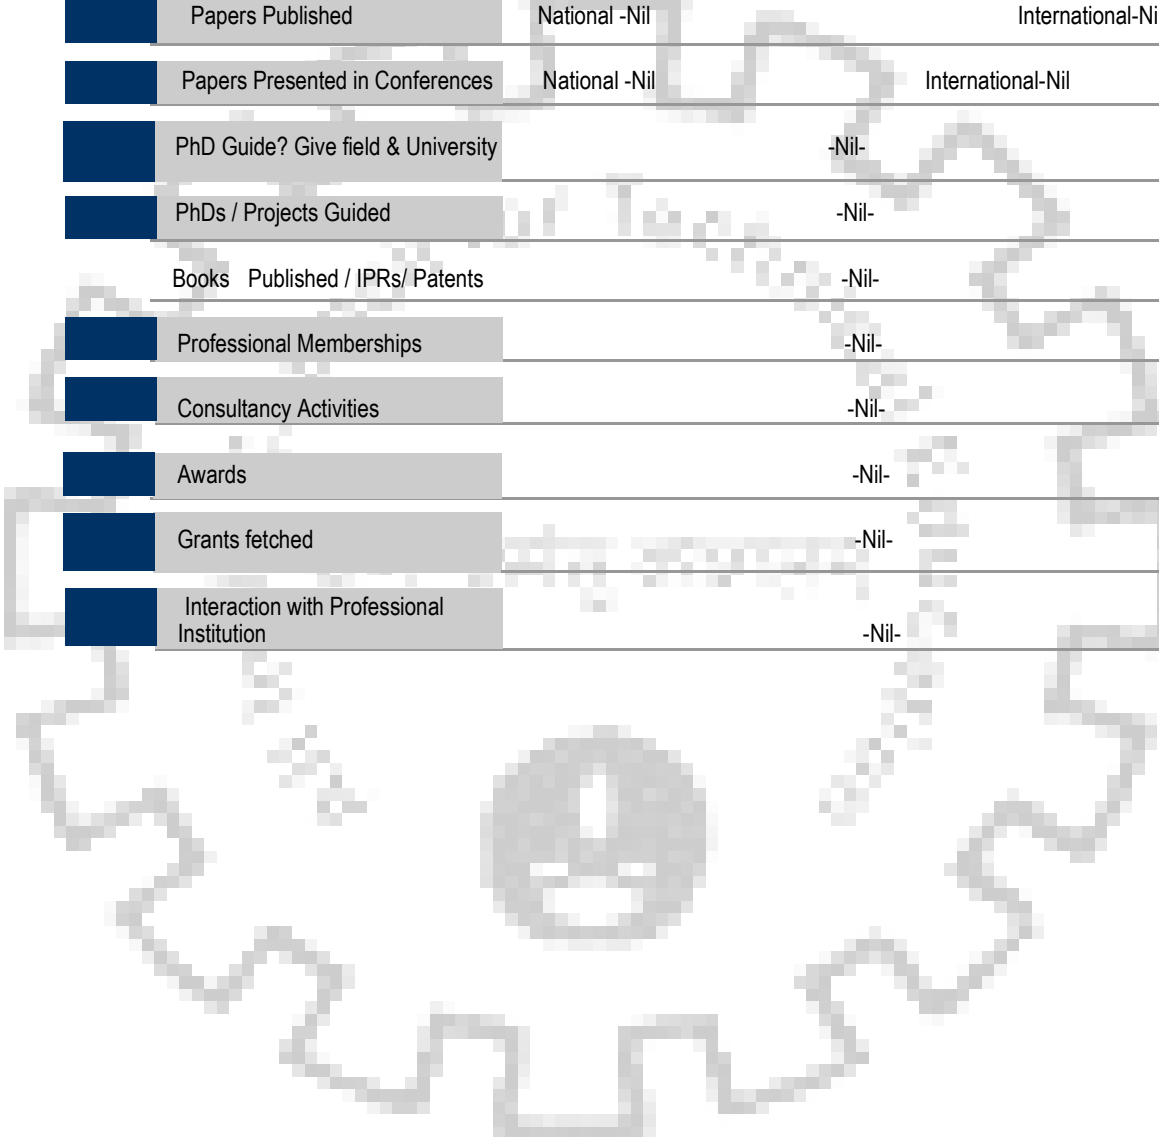 Papers Published National -Nil International-Ni
Papers Presented in Conferences National -Nil International-Nil
PhD Guide? Give field & University -Nil-
PhDs / Projects Guided -Nil-
Books Published / IPRs/ Patents -Nil-
Professional Memberships -Nil-
Consultancy Activities -Nil-
Awards -Nil-
Grants fetched -Nil-
Interaction with Professional
Institution -Nil-